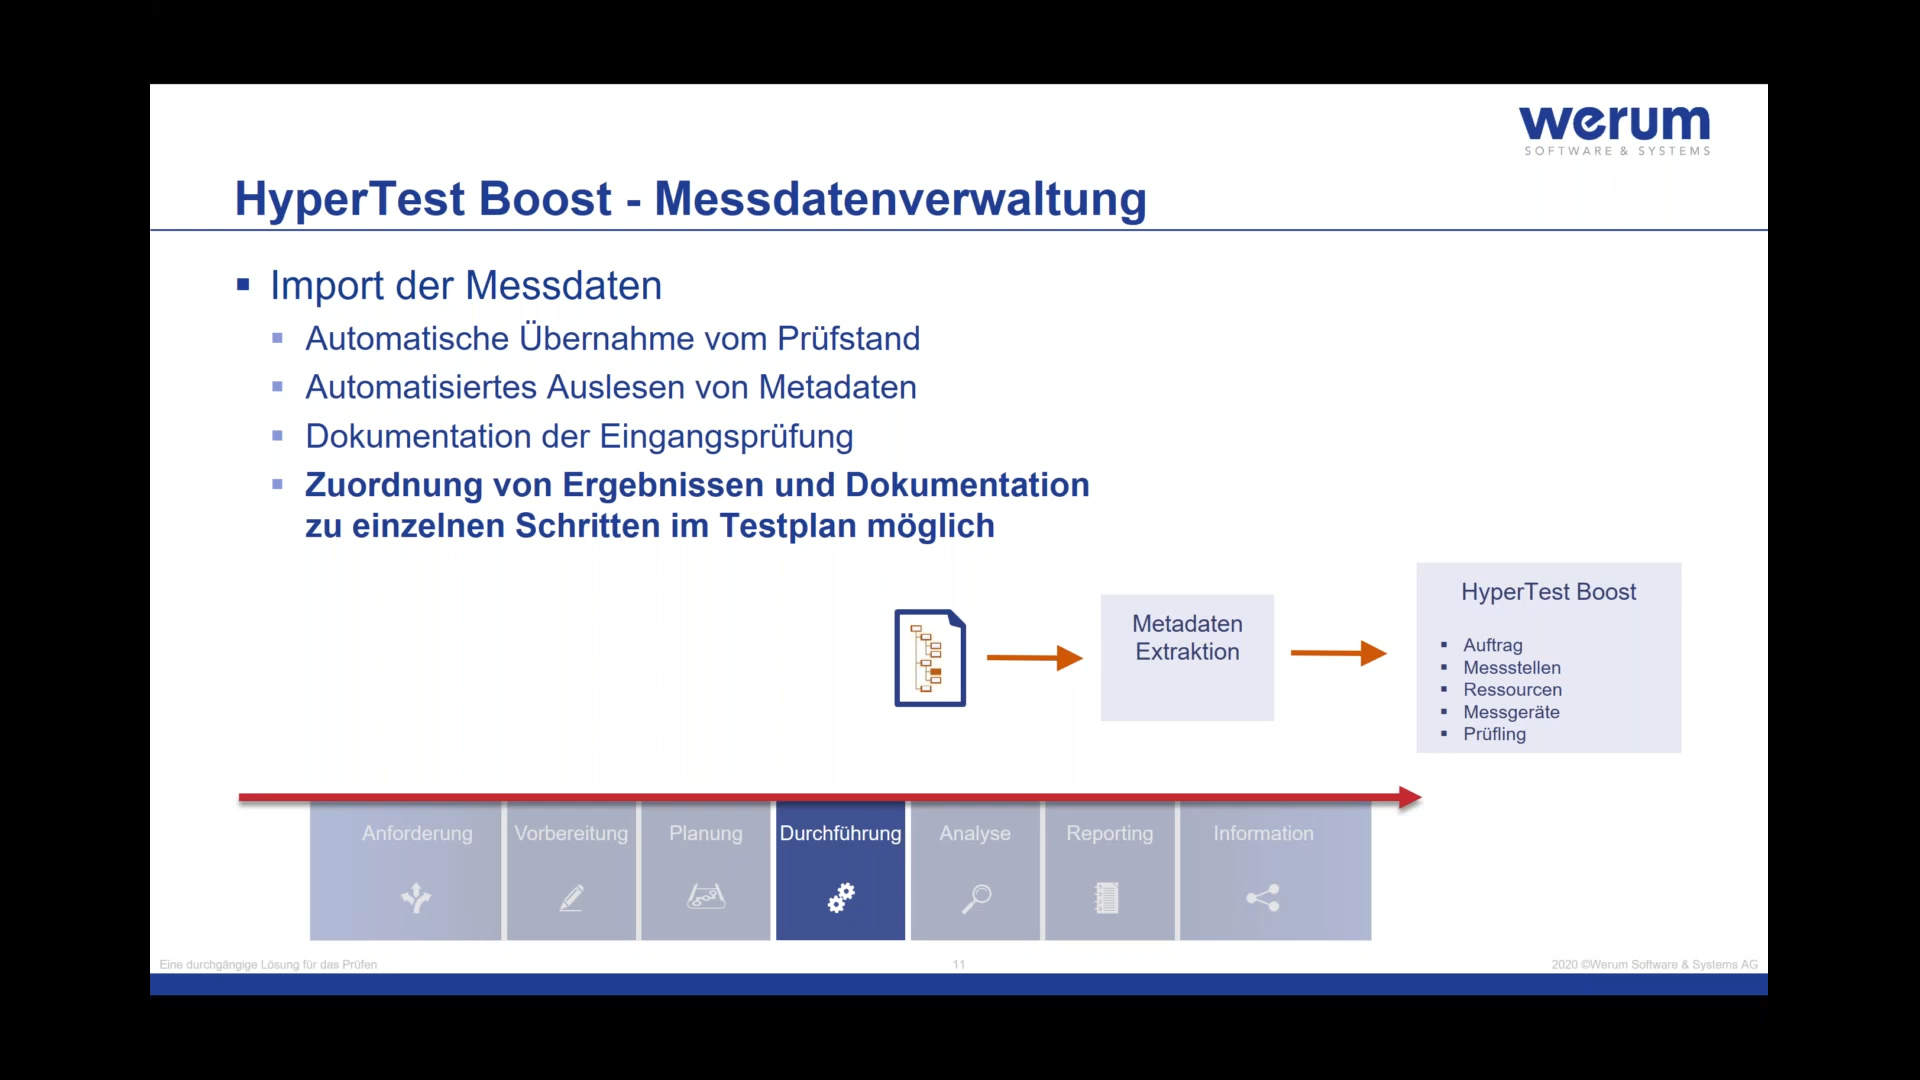 werum
SOFTWARE & SYSTEMS
HyperTest Boost - Messdatenverwaltung
Import der Messdaten
Automatische Übernahme vom Prüfstand
Automatisiertes Auslesen von Metadaten
Dokumentation der Eingangsprüfung
Zuordnung von Ergebnissen und Dokumentation
zu einzelnen Schritten im Testplan möglich
Metadaten
Extraktion
HyperTest Boost
Auftrag
Messstellen
Ressourcen
Messgeräte
Prüfling
Anforderung
Vorbereitung
Planung
Durchführung
Analyse
Reporting
Information
Eine durchgängige Lösung für das Prüfen
11
2020 ©Werum Software & Systems AG